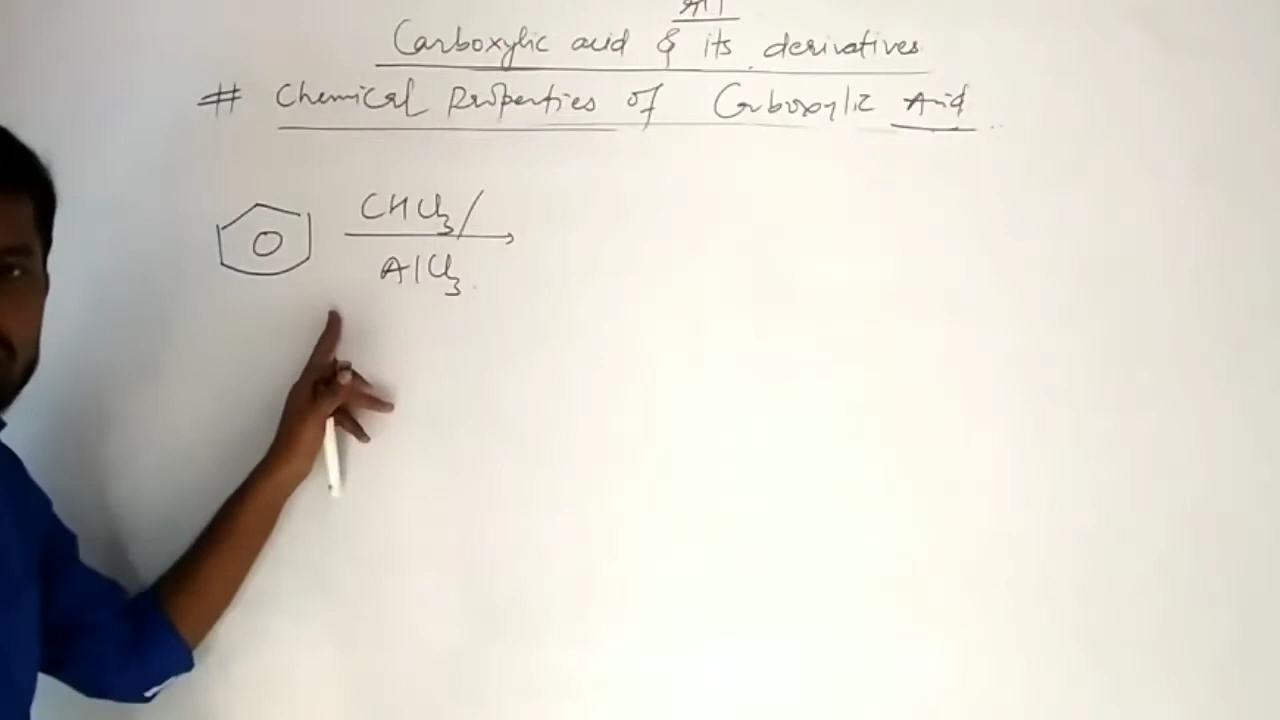 Carboxylic acid & its derivatives
# Chemical Properties of Carboxylic Acid
CHCl3/
AlCl3